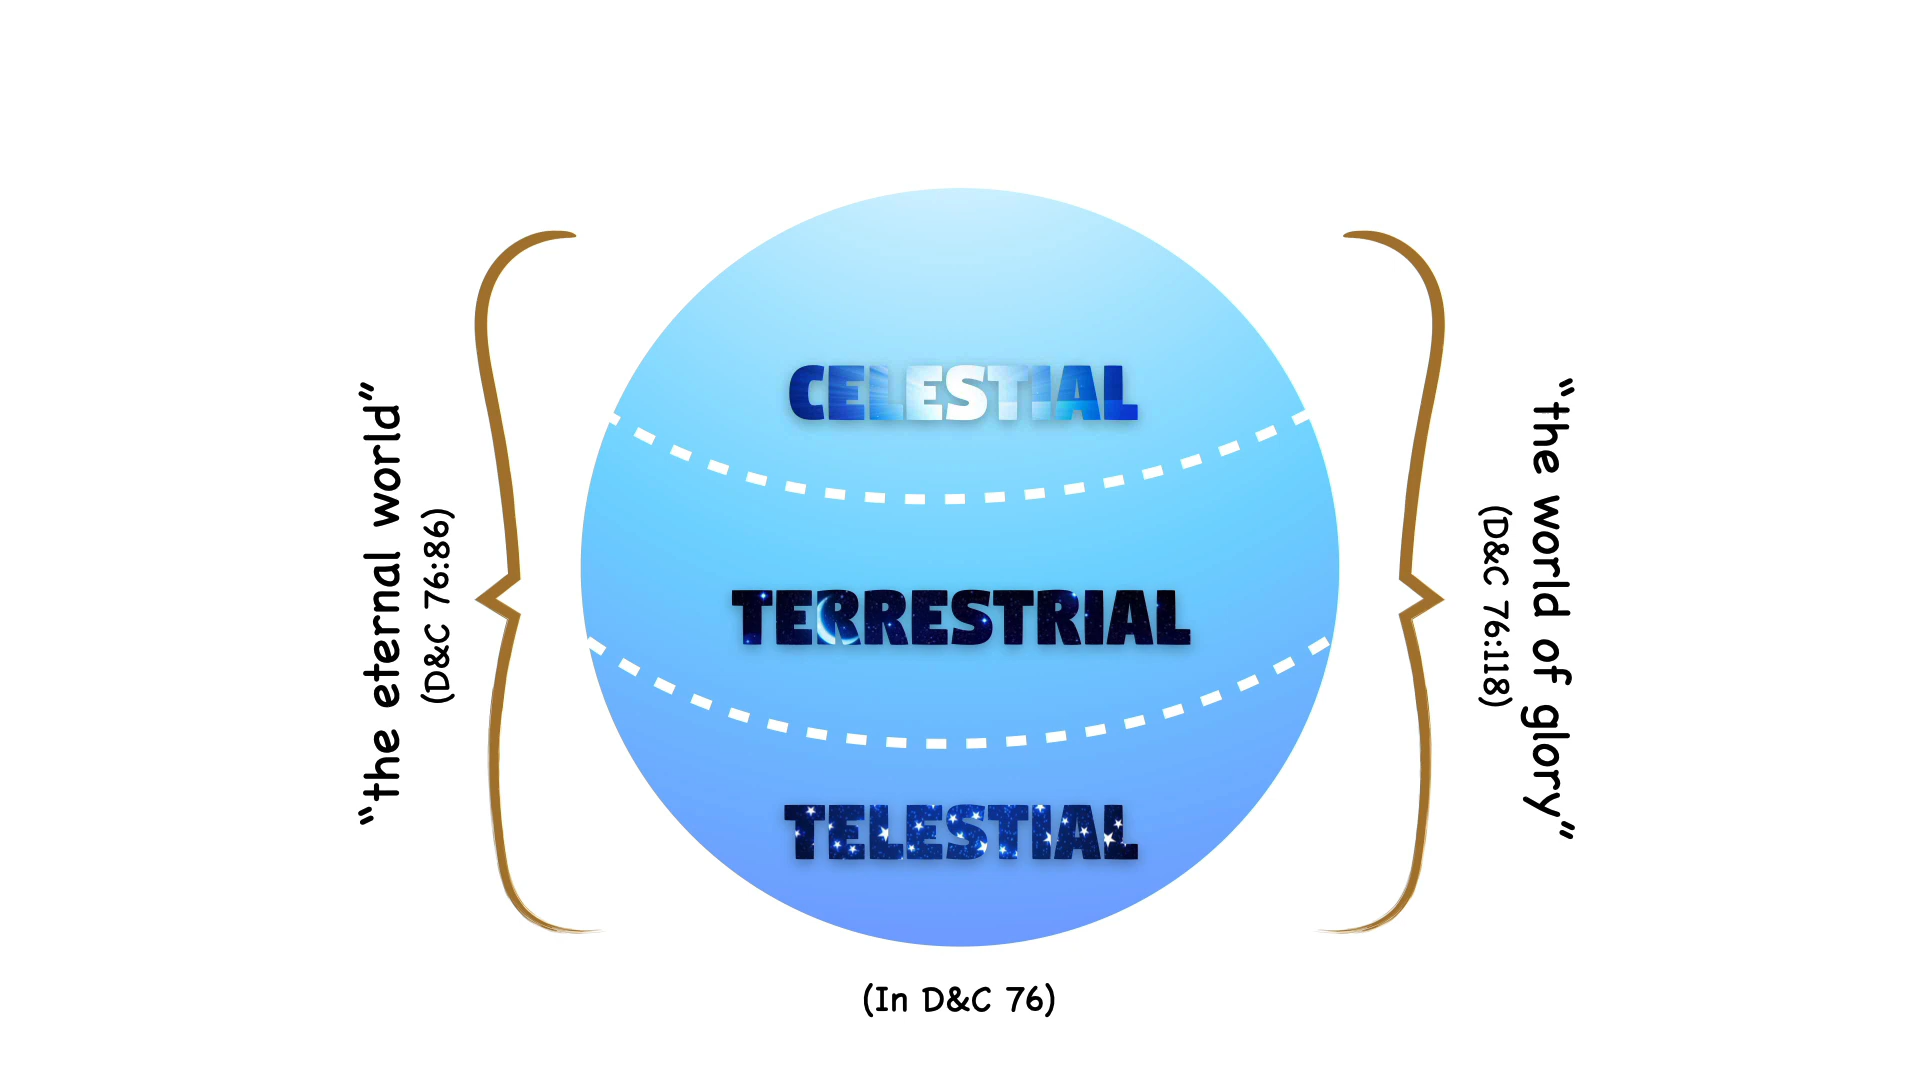 “the eternal world”
(D&C 76:86)
CELESTIAL
TERRESTRIAL
TELESTIAL
“the world of glory”
(D&C 76:118)
(In D&C 76)